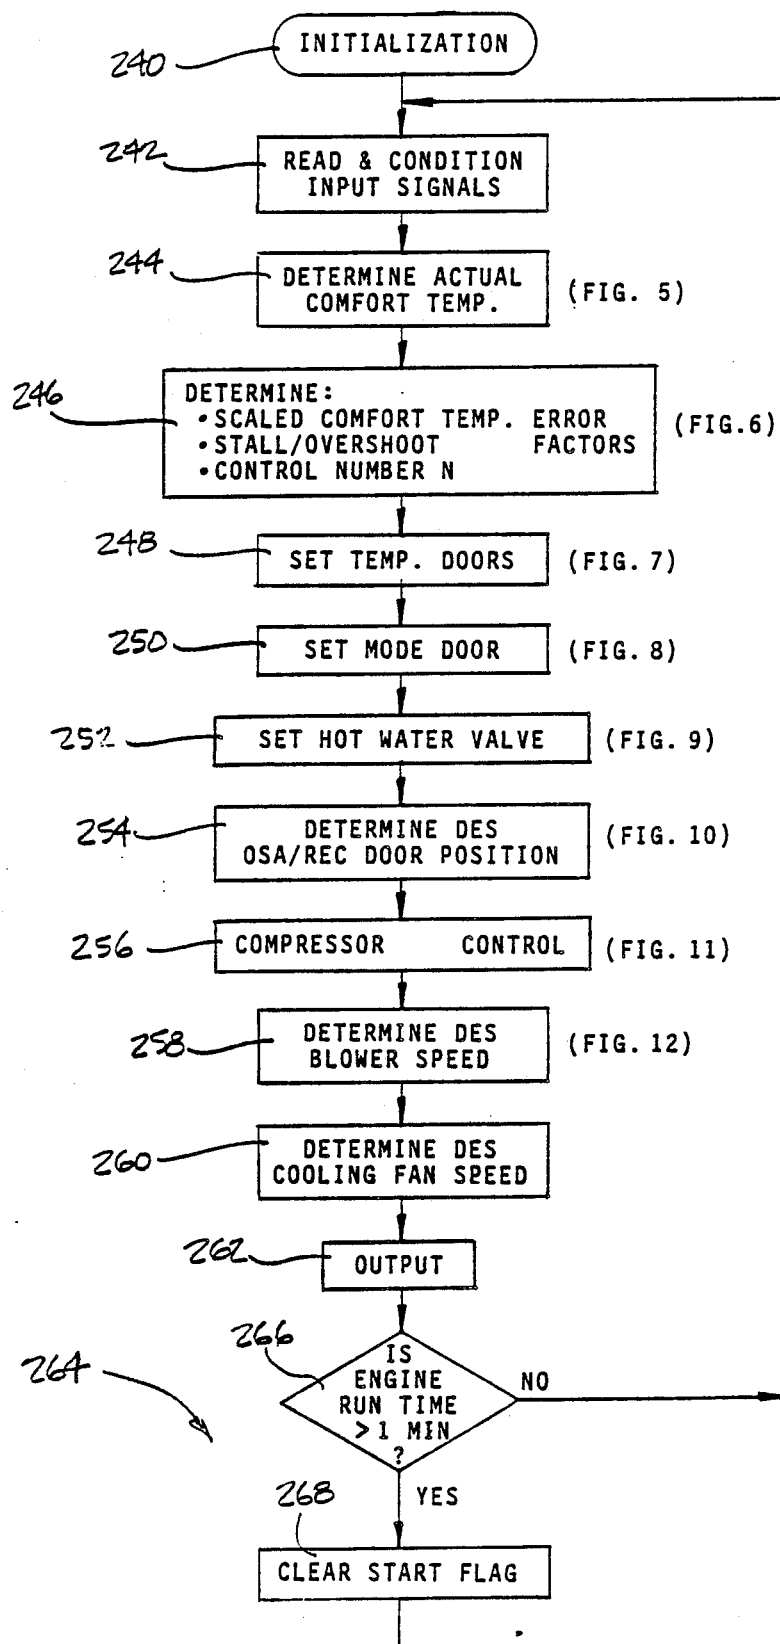 INITIALIZATION
240
242
READ & CONDITION
INPUT SIGNALS
244
DETERMINE ACTUAL
COMFORT TEMP.
(FIG. 5)
246
DETERMINE:
•SCALED COMFORT TEMP. ERROR
•STALL/OVERSHOOT FACTORS
•CONTROL NUMBER N
(FIG.6)
248
SET TEMP. DOORS
(FIG. 7)
250
SET MODE DOOR
(FIG. 8)
252
SET HOT WATER VALVE
(FIG. 9)
254
DETERMINE DES
OSA/REC DOOR POSITION
(FIG. 10)
256
COMPRESSOR CONTROL
(FIG. 11)
258
DETERMINE DES
BLOWER SPEED
(FIG. 12)
260
DETERMINE DES
COOLING FAN SPEED
262
OUTPUT
264
266
IS
ENGINE
RUN TIME
>1 MIN
?
NO
YES
268
CLEAR START FLAG